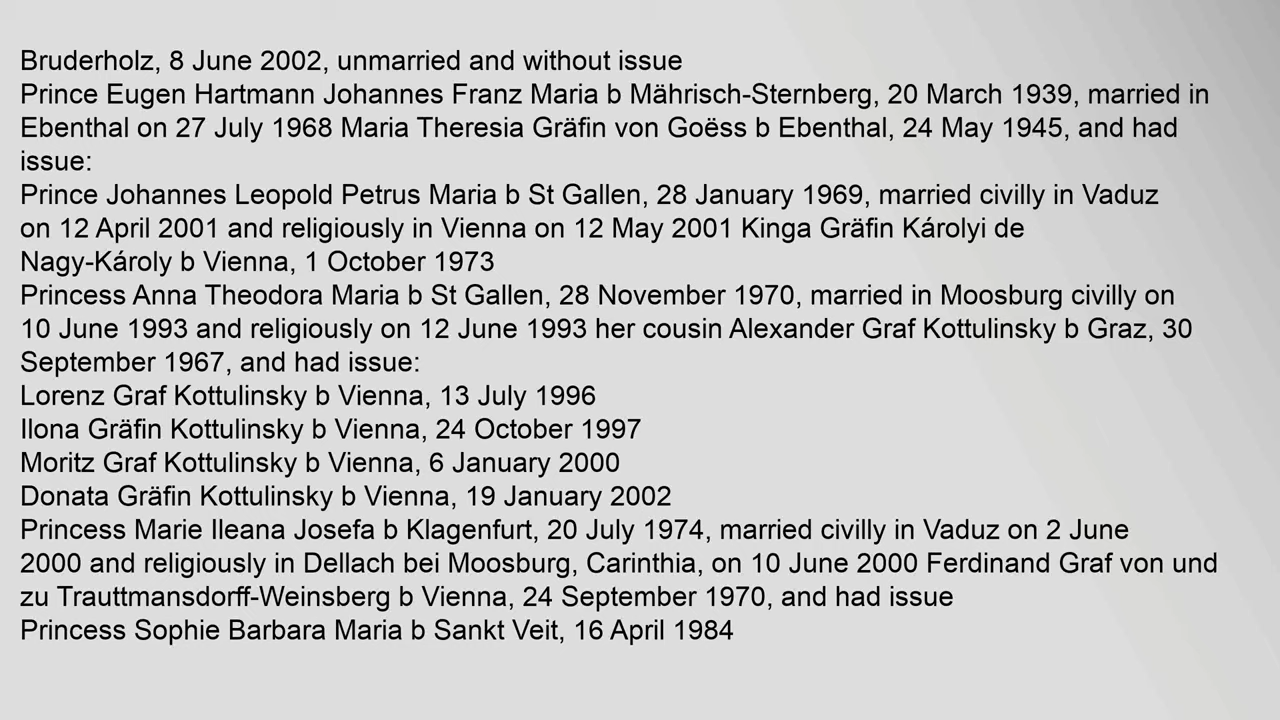 Bruderholz, 8 June 2002, unmarried and without issue
Prince Eugen Hartmann Johannes Franz Maria b Mährisch-Sternberg, 20 March 1939, married in
Ebenthal on 27 July 1968 Maria Theresia Gräfin von Goëss b Ebenthal, 24 May 1945, and had
issue:
Prince Johannes Leopold Petrus Maria b St Gallen, 28 January 1969, married civilly in Vaduz
on 12 April 2001 and religiously in Vienna on 12 May 2001 Kinga Gräfin Károlyi de
Nagy-Károly b Vienna, 1 October 1973
Princess Anna Theodora Maria b St Gallen, 28 November 1970, married in Moosburg civilly on
10 June 1993 and religiously on 12 June 1993 her cousin Alexander Graf Kottulinsky b Graz, 30
September 1967, and had issue:
Lorenz Graf Kottulinsky b Vienna, 13 July 1996
Ilona Gräfin Kottulinsky b Vienna, 24 October 1997
Moritz Graf Kottulinsky b Vienna, 6 January 2000
Donata Gräfin Kottulinsky b Vienna, 19 January 2002
Princess Marie Ileana Josefa b Klagenfurt, 20 July 1974, married civilly in Vaduz on 2 June
2000 and religiously in Dellach bei Moosburg, Carinthia, on 10 June 2000 Ferdinand Graf von und
zu Trauttmansdorff-Weinsberg b Vienna, 24 September 1970, and had issue
Princess Sophie Barbara Maria b Sankt Veit, 16 April 1984